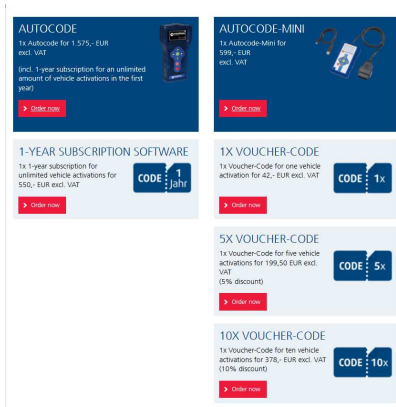 AUTOCODE
1x Autocode for 1.575,- EUR
excl. VAT
(incl. 1-year subscription for an unlimited
amount of vehicle activations in the first
year)
Order now
AUTOCODE-MINI
1x Autocode-Mini for
599,- EUR
excl. VAT
Order now
1-YEAR SUBSCRIPTION SOFTWARE
1x 1-year subscription for
unlimited vehicle activations for
550,- EUR excl. VAT
CODE 1 Jahr
Order now
1X VOUCHER-CODE
1x Voucher-Code for one vehicle
activation for 42,- EUR excl. VAT
CODE 1x
Order now
5X VOUCHER-CODE
1x Voucher-Code for five vehicle
activations for 199,50 EUR excl.
VAT
(5% discount)
CODE 5x
Order now
10X VOUCHER-CODE
1x Voucher-Code for ten vehicle
activations for 378,- EUR excl. VAT
(10% discount)
CODE 10x
Order now